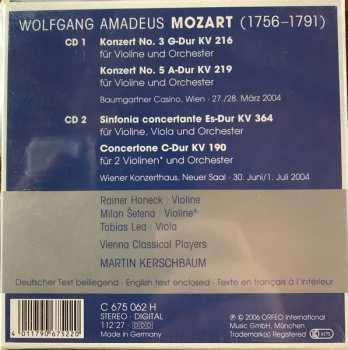 WOLFGANG AMADEUS MOZART (1756–1791)
CD 1 Konzert No. 3 G-Dur KV 216
für Violine und Orchester
Konzert No. 5 A-Dur KV 219
für Violine und Orchester
Baumgartner Casino, Wien · 27./28. März 2004
CD 2 Sinfonia concertante Es-Dur KV 364
für Violine, Viola und Orchester
Concertone C-Dur KV 190
für 2 Violinen* und Orchester
Wiener Konzerthaus, Neuer Saal · 30. Juni/1. Juli 2004
Rainer Honeck | Violine
Milan Šetena | Violine*
Tobias Lea | Viola
Vienna Classical Players
MARTIN KERSCHBAUM
Deutscher Text beiliegend · English text enclosed · Texte en français à l'intérieur
C 675 062 H
STEREO · DIGITAL
112'27 · DDD
℗ © 2006 ORFEO International
Music GmbH, München
Trademark(s) Registered
4 011790 675220